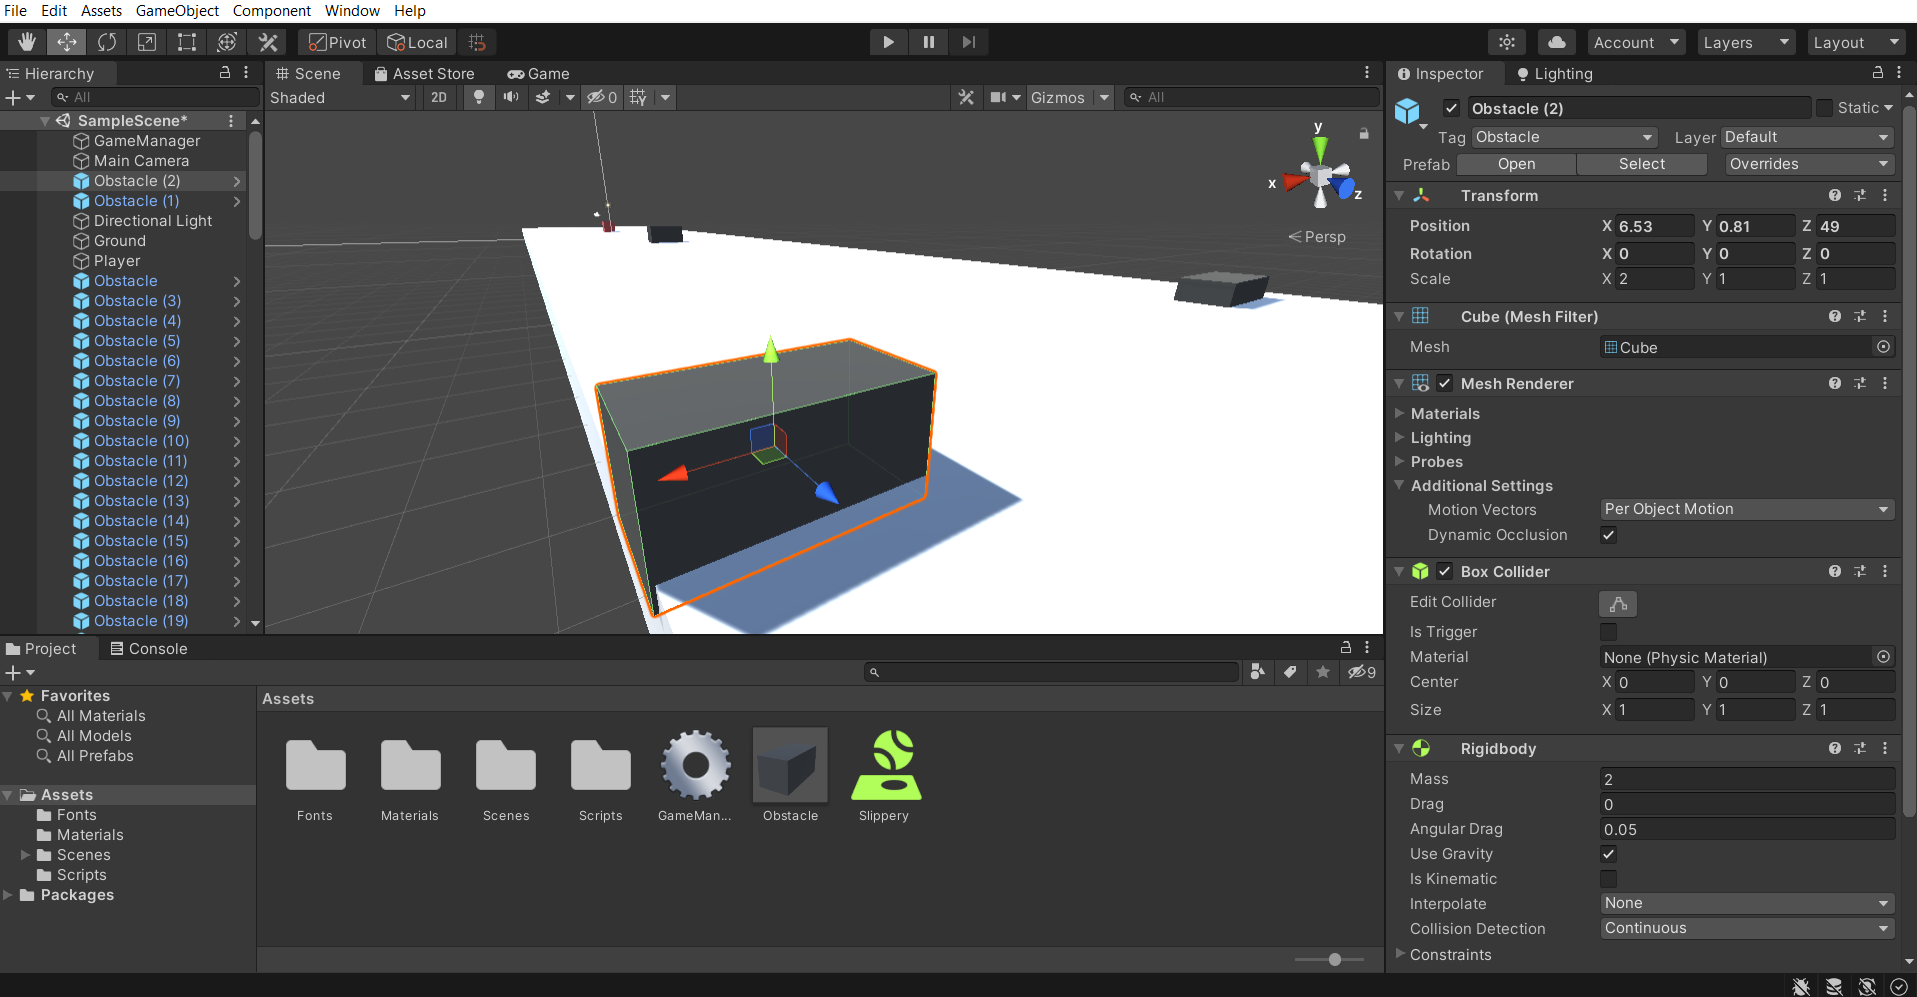 File Edit Assets GameObject Component Window Help
Pivot Local Account Layers Layout
Hierarchy
All
SampleScene*
GameManager
Main Camera
Obstacle (2)
Obstacle (1)
Directional Light
Ground
Player
Obstacle
Obstacle (3)
Obstacle (4)
Obstacle (5)
Obstacle (6)
Obstacle (7)
Obstacle (8)
Obstacle (9)
Obstacle (10)
Obstacle (11)
Obstacle (12)
Obstacle (13)
Obstacle (14)
Obstacle (15)
Obstacle (16)
Obstacle (17)
Obstacle (18)
Obstacle (19)
Scene Asset Store Game
Shaded 2D 0 Gizmos All
y
x z
Persp
Inspector Lighting
Obstacle (2) Static
Tag Obstacle Layer Default
Prefab Open Select Overrides
Transform
Position X 6.53 Y 0.81 Z 49
Rotation X 0 Y 0 Z 0
Scale X 2 Y 1 Z 1
Cube (Mesh Filter)
Mesh Cube
Mesh Renderer
Materials
Lighting
Probes
Additional Settings
Motion Vectors Per Object Motion
Dynamic Occlusion
Box Collider
Edit Collider
Is Trigger
Material None (Physic Material)
Center X 0 Y 0 Z 0
Size X 1 Y 1 Z 1
Rigidbody
Mass 2
Drag 0
Angular Drag 0.05
Use Gravity
Is Kinematic
Interpolate None
Collision Detection Continuous
Constraints
Project Console
9
Favorites
All Materials
All Models
All Prefabs
Assets
Fonts
Materials
Scenes
Scripts
Packages
Assets
Fonts Materials Scenes Scripts GameMan... Obstacle Slippery